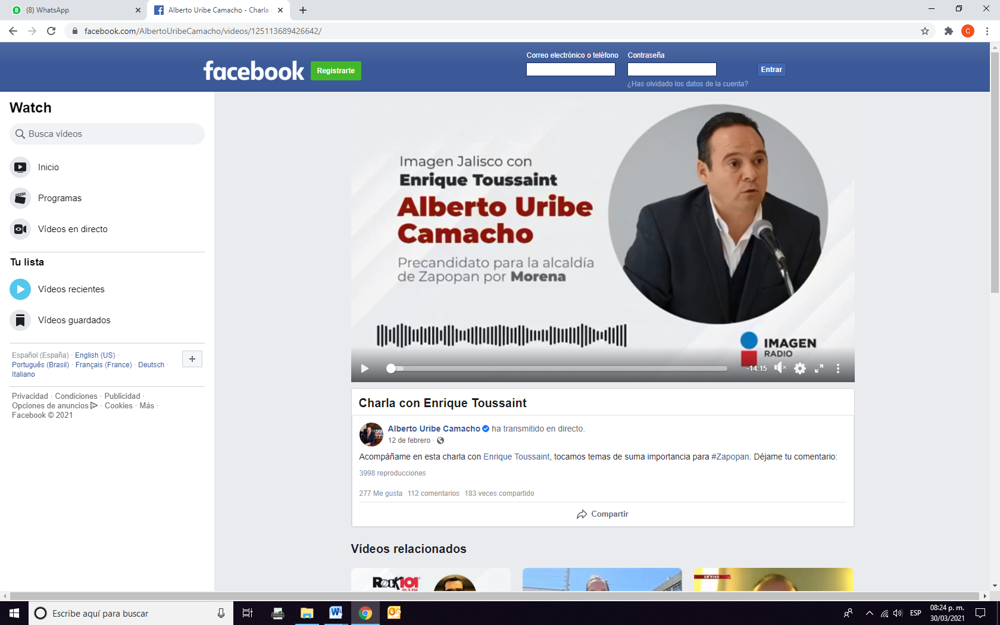 (8) WhatsApp
Alberto Uribe Camacho - Charla
facebook.com/AlbertoUribeCamacho/videos/125113689426642/
C
facebook
Registrarte
Correo electrónico o teléfono
Contraseña
Entrar
¿Has olvidado los datos de la cuenta?
Watch
Busca vídeos
Inicio
Programas
Vídeos en directo
Tu lista
Vídeos recientes
Vídeos guardados
Español (España) · English (US) ·
Português (Brasil) · Français (France) · Deutsch ·
Italiano
Privacidad · Condiciones · Publicidad ·
Opciones de anuncios · Cookies · Más ·
Facebook © 2021
Imagen Jalisco con
Enrique Toussaint
Alberto Uribe
Camacho
Precandidato para la alcaldía
de Zapopan por Morena
IMAGEN
RADIO
-14:15
Charla con Enrique Toussaint
Alberto Uribe Camacho ha transmitido en directo.
12 de febrero ·
Acompáñame en esta charla con Enrique Toussaint, tocamos temas de suma importancia para #Zapopan. Déjame tu comentario:
3998 reproducciones
277 Me gusta 112 comentarios 183 veces compartido
Compartir
Vídeos relacionados
ROCK101
95.9 FM
EN VIVO
Escribe aquí para buscar
ESP
08:24 p. m.
30/03/2021